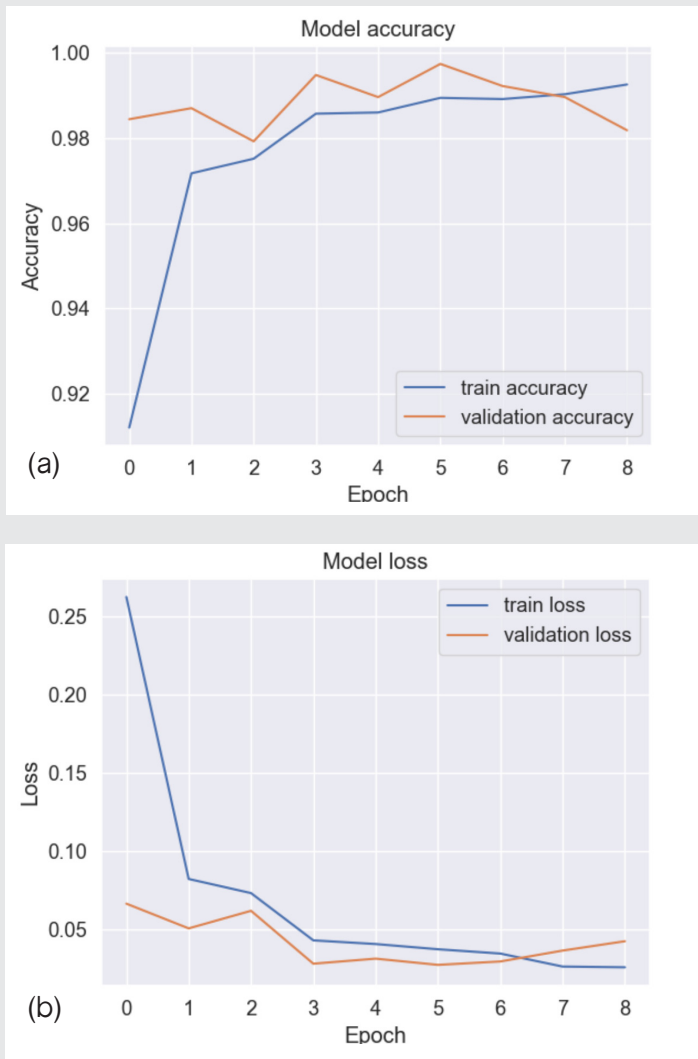 Model accuracy
1.00
0.98
0.96
0.94
0.92
Accuracy
train accuracy
validation accuracy
0 1 2 3 4 5 6 7 8
Epoch
(a)
Model loss
0.25
0.20
0.15
0.10
0.05
Loss
train loss
validation loss
0 1 2 3 4 5 6 7 8
Epoch
(b)